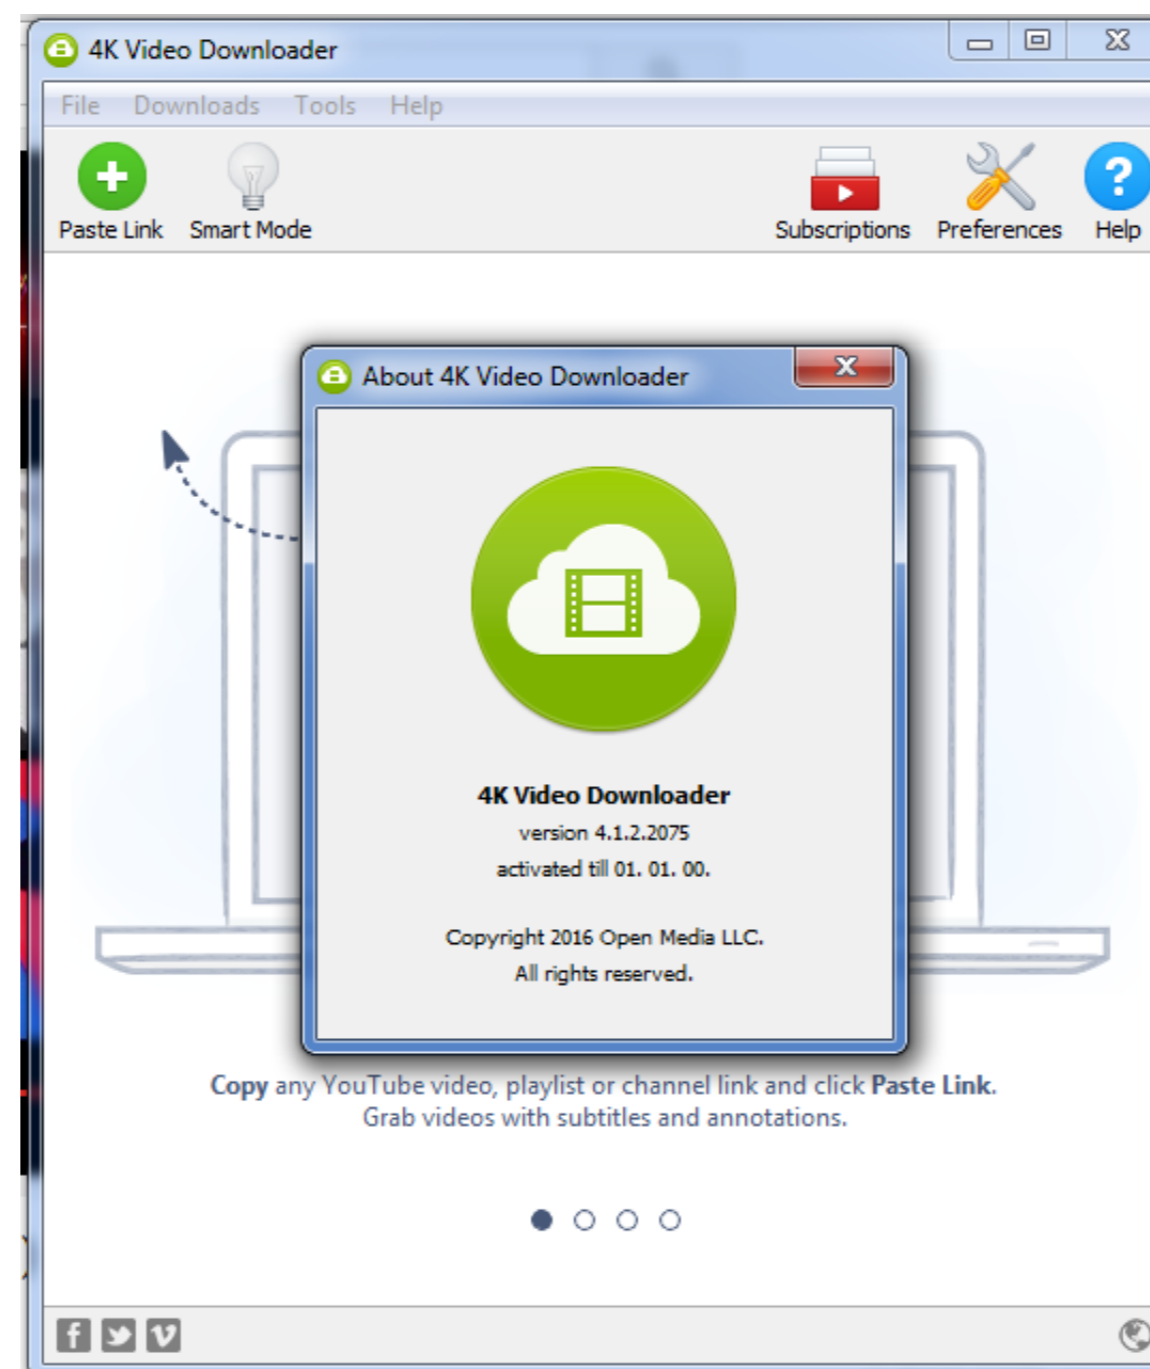 4K Video Downloader
File Downloads Tools Help
Paste Link Smart Mode Subscriptions Preferences Help
About 4K Video Downloader
4K Video Downloader
version 4.1.2.2075
activated till 01. 01. 00.
Copyright 2016 Open Media LLC.
All rights reserved.
Copy any YouTube video, playlist or channel link and click Paste Link.
Grab videos with subtitles and annotations.